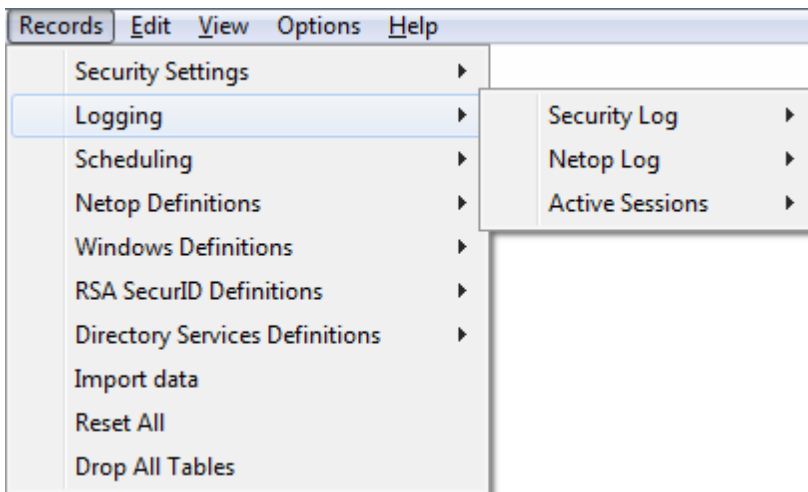 Records Edit View Options Help
Security Settings
Logging
Scheduling
Netop Definitions
Windows Definitions
RSA SecurID Definitions
Directory Services Definitions
Import data
Reset All
Drop All Tables
Security Log
Netop Log
Active Sessions